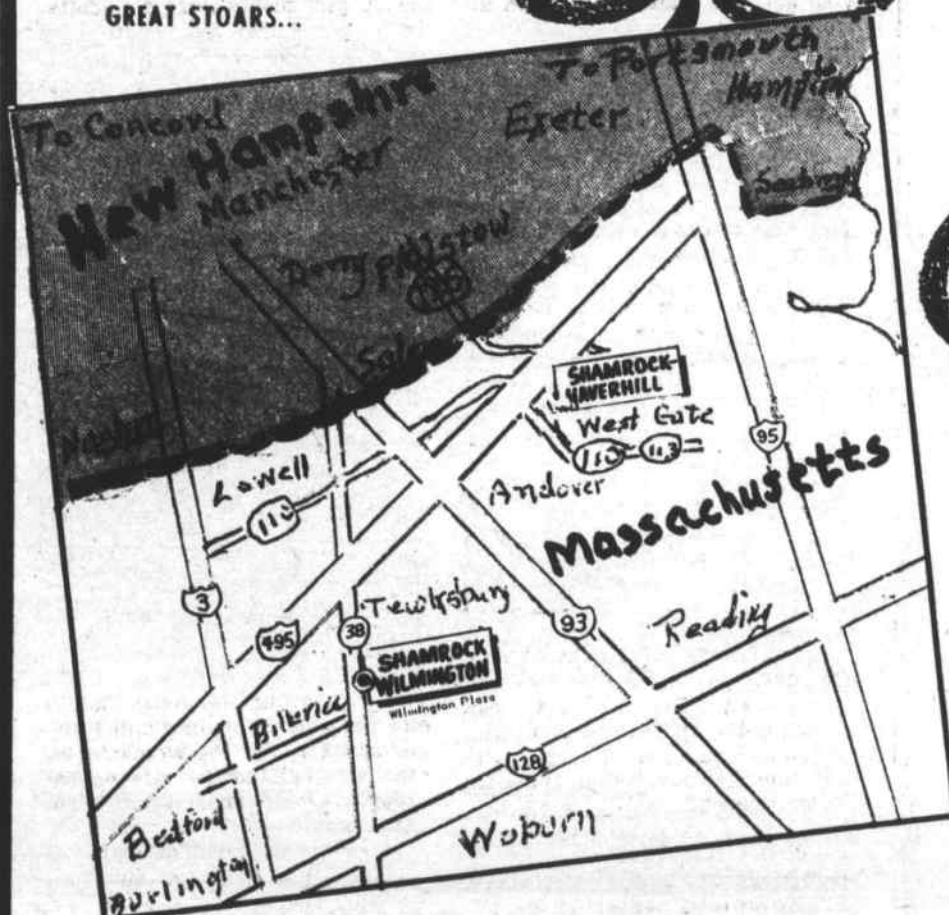 GREAT STOARS...
To Portsmouth
To Concord
New Hampshire
Exeter
to Hampton
Manchester
Derry
Plaistow
Salem
SHAMROCK-
HAVERHILL
West Gate
110
113
95
Nashua
Lowell
110
Andover
Massachusetts
3
495
38
Tewksbury
93
Reading
SHAMROCK
WILMINGTON
Wilmington Plaza
Billerica
128
Bedford
Woburn
Burlington